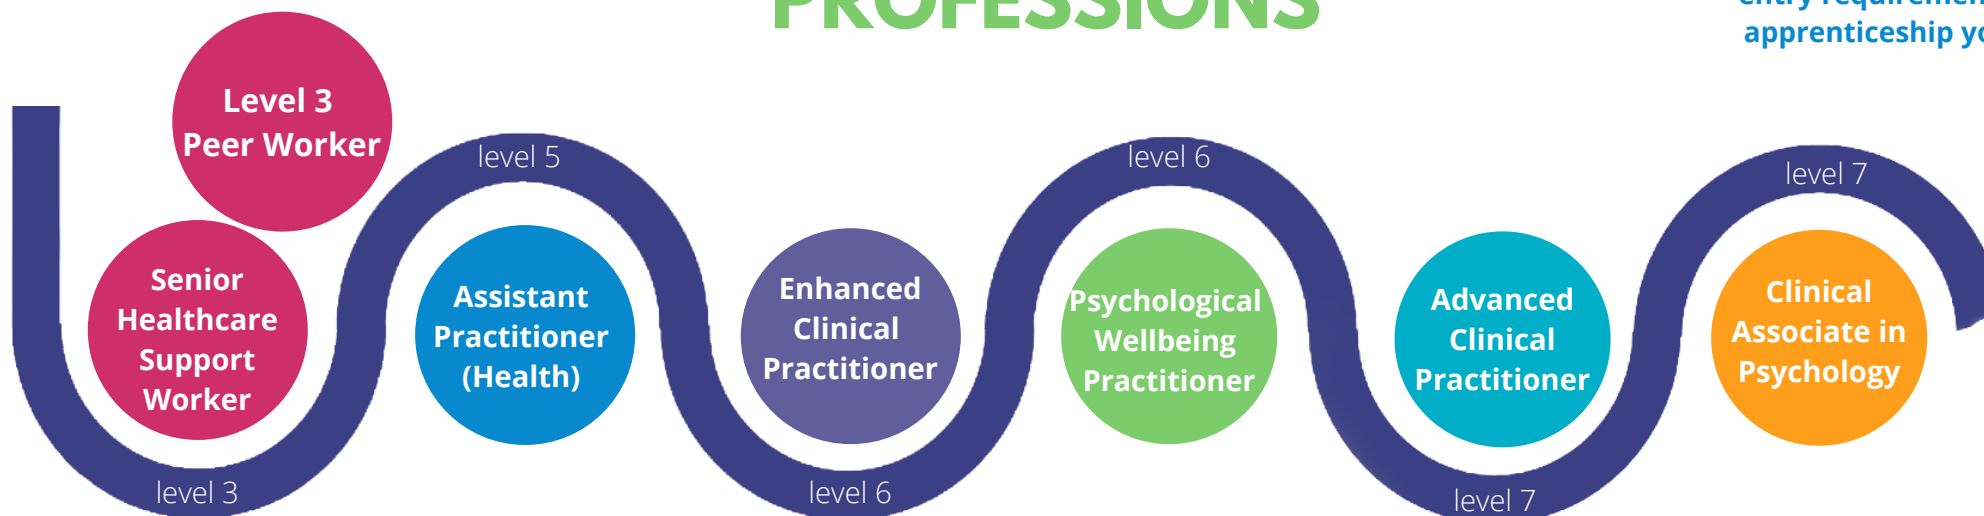 PROFESSIONS
apprenticeship
Level 3
Peer Worker
level 5
level 6
level 7
Senior
Healthcare
Support
Worker
Assistant
Practitioner
(Health)
Enhanced
Clinical
Practitioner
Psychological
Wellbeing
Practitioner
Advanced
Clinical
Practitioner
Clinical
Associate in
Psychology
level 3
level 6
level 7